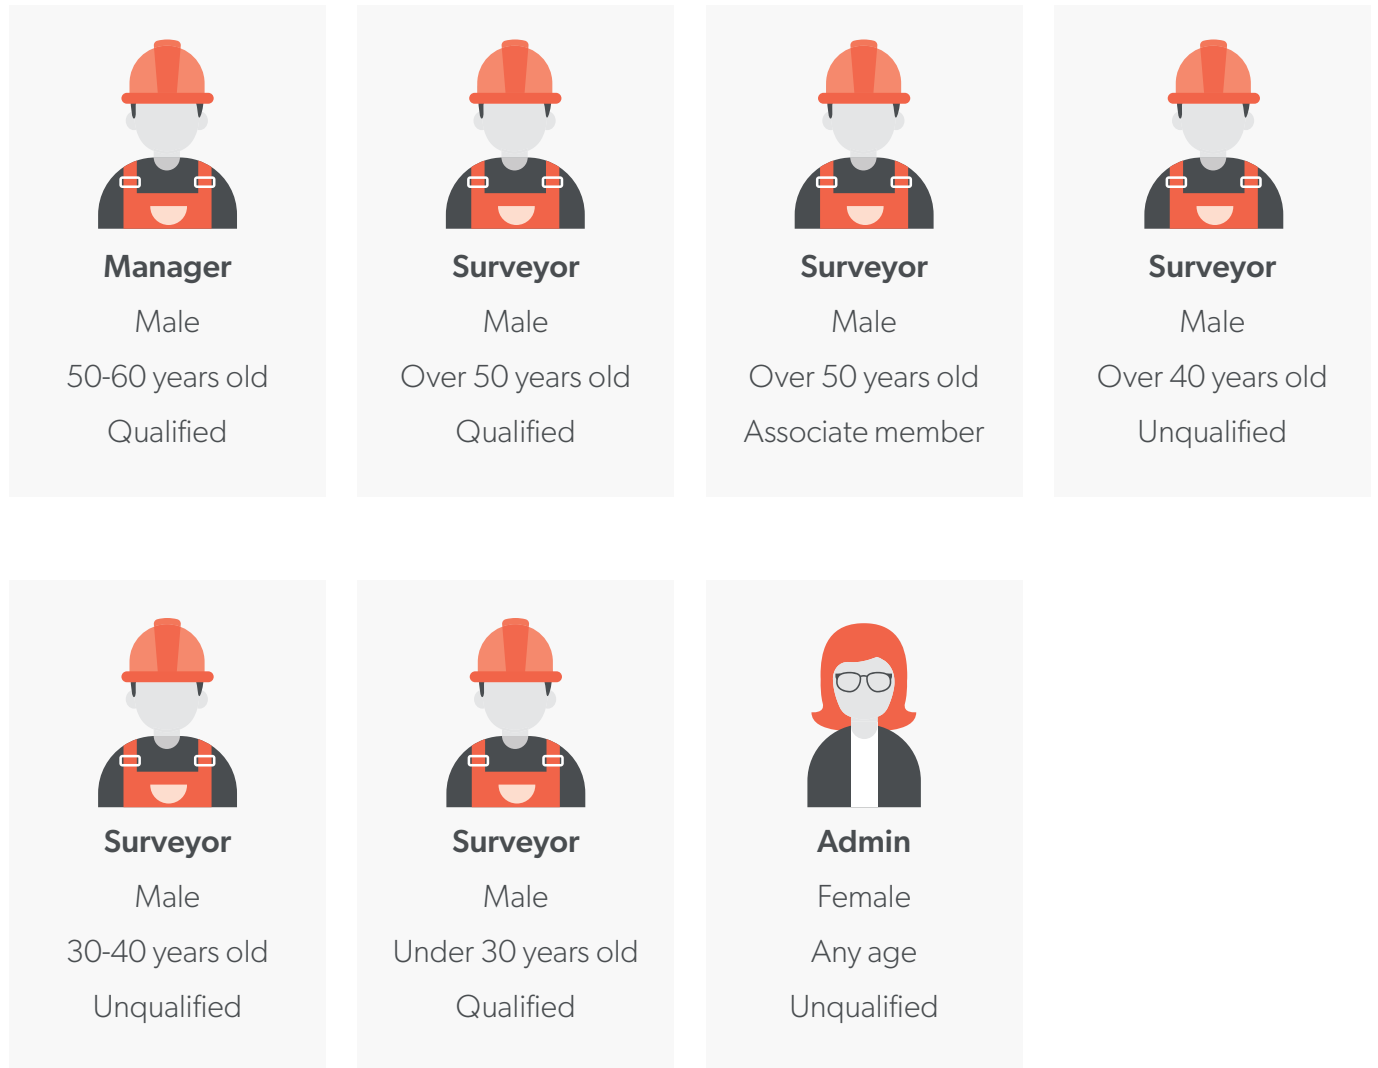 Manager
Male
50-60 years old
Qualified
Surveyor
Male
Over 50 years old
Qualified
Surveyor
Male
Over 50 years old
Associate member
Surveyor
Male
Over 40 years old
Unqualified
Surveyor
Male
30-40 years old
Unqualified
Surveyor
Male
Under 30 years old
Qualified
Admin
Female
Any age
Unqualified